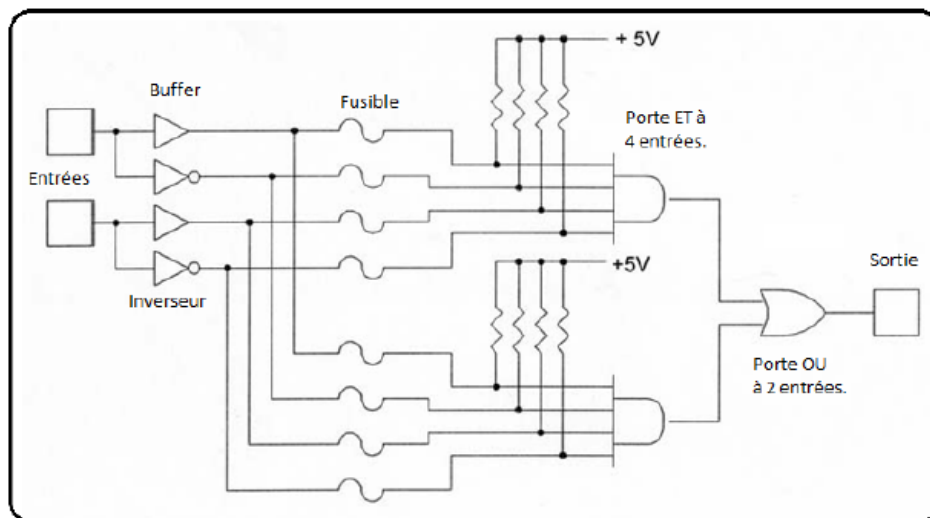 + 5V
Buffer
Fusible
Porte ET à
4 entrées.
Entrées
+5V
Sortie
Inverseur
Porte OU
à 2 entrées.